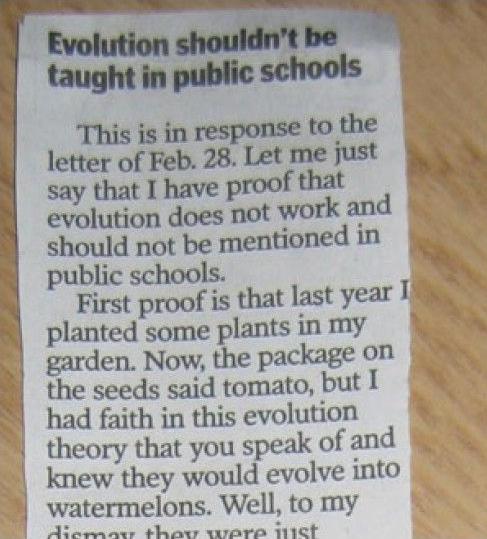 Evolution shouldn't be
taught in public schools
This is in response to the
letter of Feb. 28. Let me just
say that I have proof that
evolution does not work and
should not be mentioned in
public schools.
First proof is that last year I
planted some plants in my
garden. Now, the package on
the seeds said tomato, but I
had faith in this evolution
theory that you speak of and
knew they would evolve into
watermelons. Well, to my
dismay, they were just